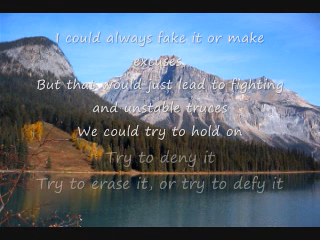 I could always fake it or make
excuses
But that would just lead to fighting
and unstable truces
We could try to hold on
Try to deny it
Try to erase it, or try to defy it